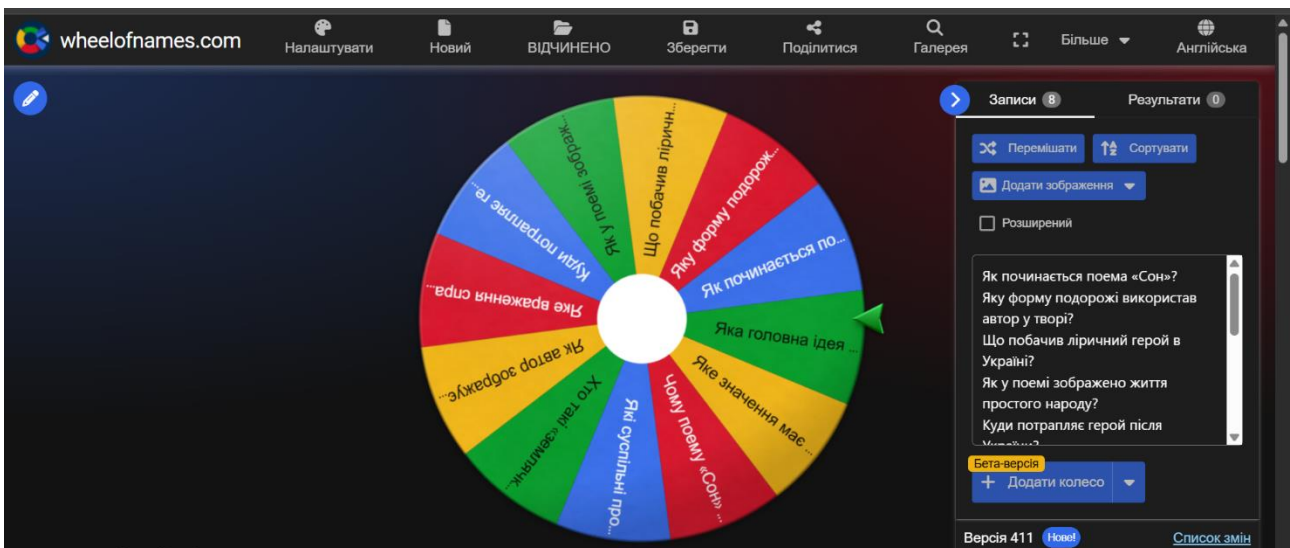 wheelofnames.com
Налаштувати
Новий
ВІДЧИНЕНО
Зберегти
Поділитися
Галерея
Більше
Англійська
Що побачив ліричн...
Яку форму подорож...
Як починається по...
Яка головна ідея ...
Яке значення має ...
Чому поему «Сон» ...
Які суспільні про...
Хто такі «землячк...
Як автор зображує...
Яке враження спра...
Куди потрапляє ге...
Як у поемі зображ...
Записи 8
Результати 0
Перемішати
Сортувати
Додати зображення
Розширений
Як починається поема «Сон»?
Яку форму подорожі використав
автор у творі?
Що побачив ліричний герой в
Україні?
Як у поемі зображено життя
простого народу?
Куди потрапляє герой після
України?
Бета-версія
+ Додати колесо
Версія 411 Нове!
Список змін